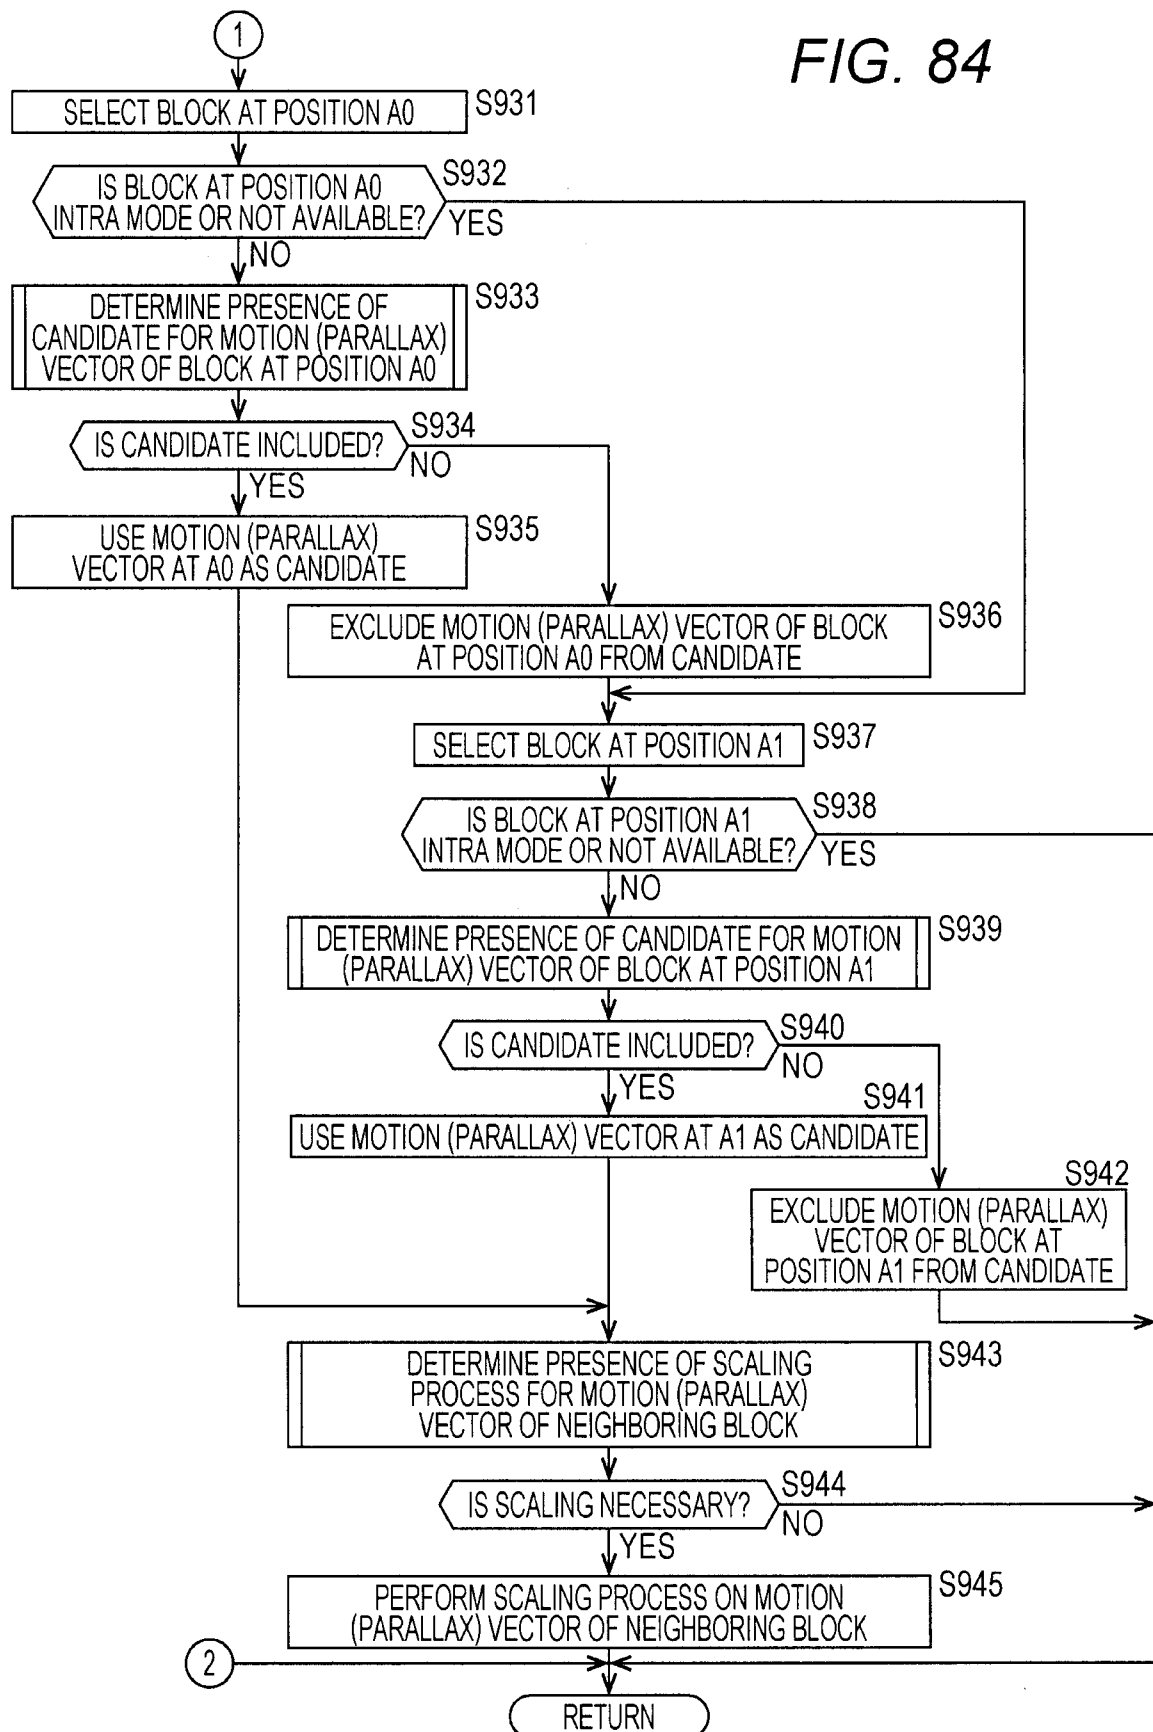 1
FIG. 84
SELECT BLOCK AT POSITION A0
S931
IS BLOCK AT POSITION A0
INTRA MODE OR NOT AVAILABLE?
S932
YES
NO
DETERMINE PRESENCE OF
CANDIDATE FOR MOTION (PARALLAX)
VECTOR OF BLOCK AT POSITION A0
S933
IS CANDIDATE INCLUDED?
S934
NO
YES
USE MOTION (PARALLAX)
VECTOR AT A0 AS CANDIDATE
S935
EXCLUDE MOTION (PARALLAX) VECTOR OF BLOCK
AT POSITION A0 FROM CANDIDATE
S936
SELECT BLOCK AT POSITION A1
S937
IS BLOCK AT POSITION A1
INTRA MODE OR NOT AVAILABLE?
S938
YES
NO
DETERMINE PRESENCE OF CANDIDATE FOR MOTION
(PARALLAX) VECTOR OF BLOCK AT POSITION A1
S939
IS CANDIDATE INCLUDED?
S940
NO
YES
S941
USE MOTION (PARALLAX) VECTOR AT A1 AS CANDIDATE
S942
EXCLUDE MOTION (PARALLAX)
VECTOR OF BLOCK AT
POSITION A1 FROM CANDIDATE
DETERMINE PRESENCE OF SCALING
PROCESS FOR MOTION (PARALLAX)
VECTOR OF NEIGHBORING BLOCK
S943
IS SCALING NECESSARY?
S944
NO
YES
PERFORM SCALING PROCESS ON MOTION
(PARALLAX) VECTOR OF NEIGHBORING BLOCK
S945
2
RETURN